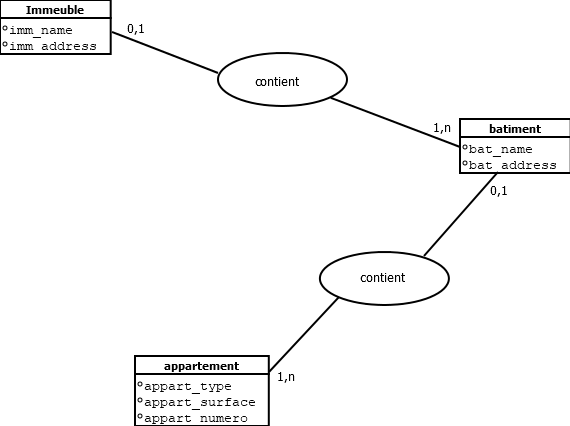 Immeuble
imm_name
imm_address
0,1
contient
1,n
batiment
bat_name
bat_address
0,1
contient
appartement
1,n
appart_type
appart_surface
appart_numero